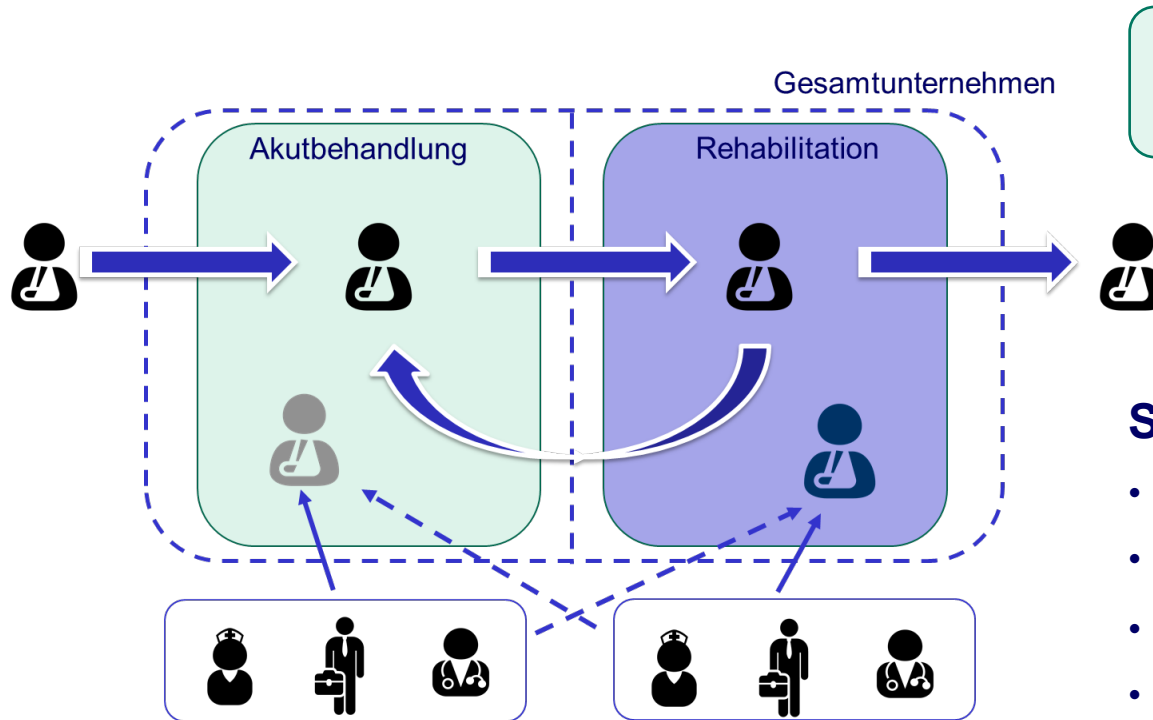 Gesamtunternehmen
Akutbehandlung
Rehabilitation
S
•
•
•
•